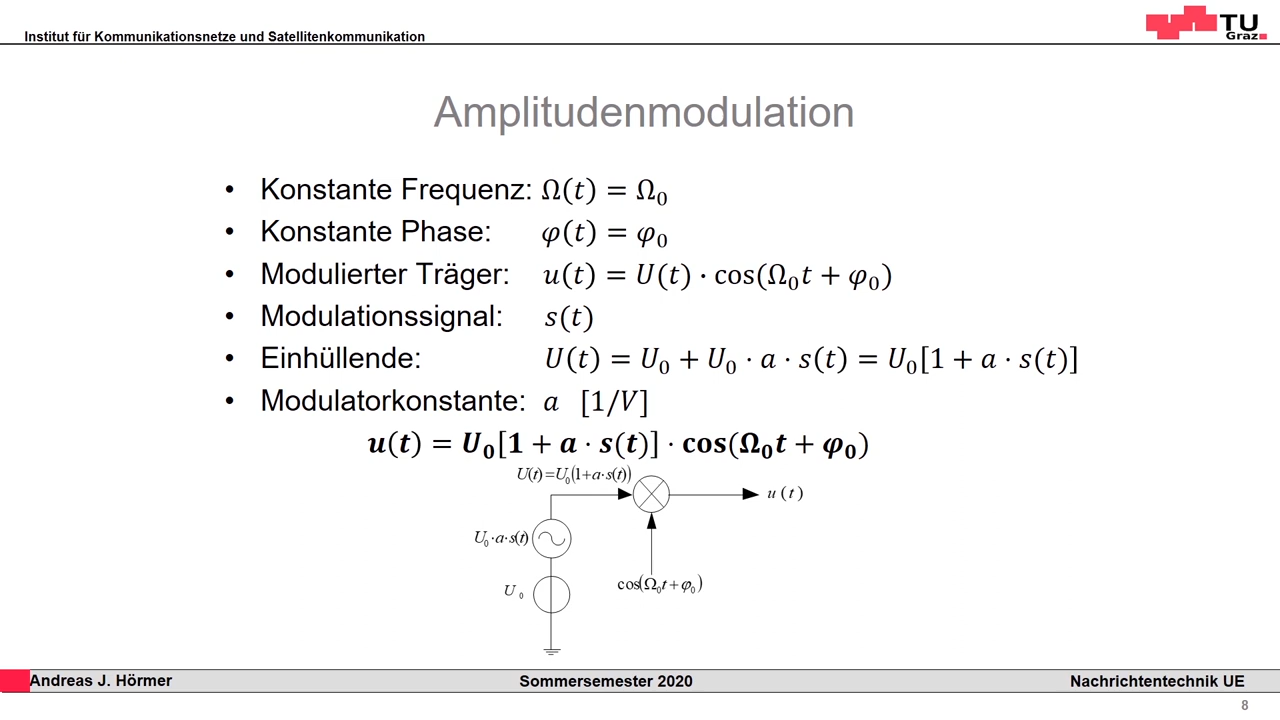 Institut für Kommunikationsnetze und Satellitenkommunikation
TU
Graz
Amplitudenmodulation
• Konstante Frequenz: Ω(t) = Ω₀
• Konstante Phase: φ(t) = φ₀
• Modulierter Träger: u(t) = U(t) · cos(Ω₀t + φ₀)
• Modulationssignal: s(t)
• Einhüllende: U(t) = U₀ + U₀ · a · s(t) = U₀[1 + a · s(t)]
• Modulatorkonstante: a [1/V]
u(t) = U₀[1 + a · s(t)] · cos(Ω₀t + φ₀)
U(t)=U₀(1+a·s(t))
u(t)
U₀·a·s(t)
cos(Ω₀t+φ₀)
U₀
Andreas J. Hörmer Sommersemester 2020 Nachrichtentechnik UE
8